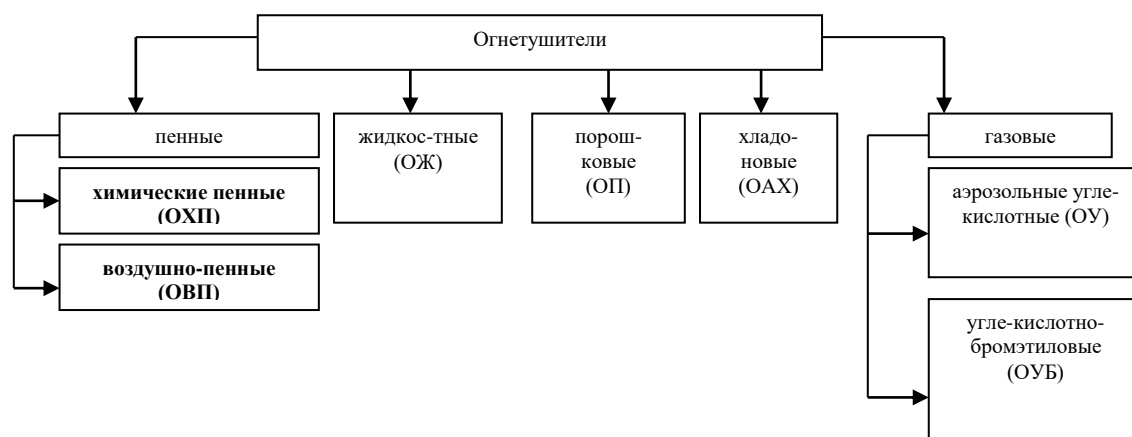 Огнетушители
пенные
химические пенные
(ОХП)
воздушно-пенные
(ОВП)
жидкос-тные
(ОЖ)
порош-
ковые
(ОП)
хладо-
новые
(ОАХ)
газовые
аэрозольные угле-
кислотные (ОУ)
угле-кислотно-
бромэтиловые
(ОУБ)